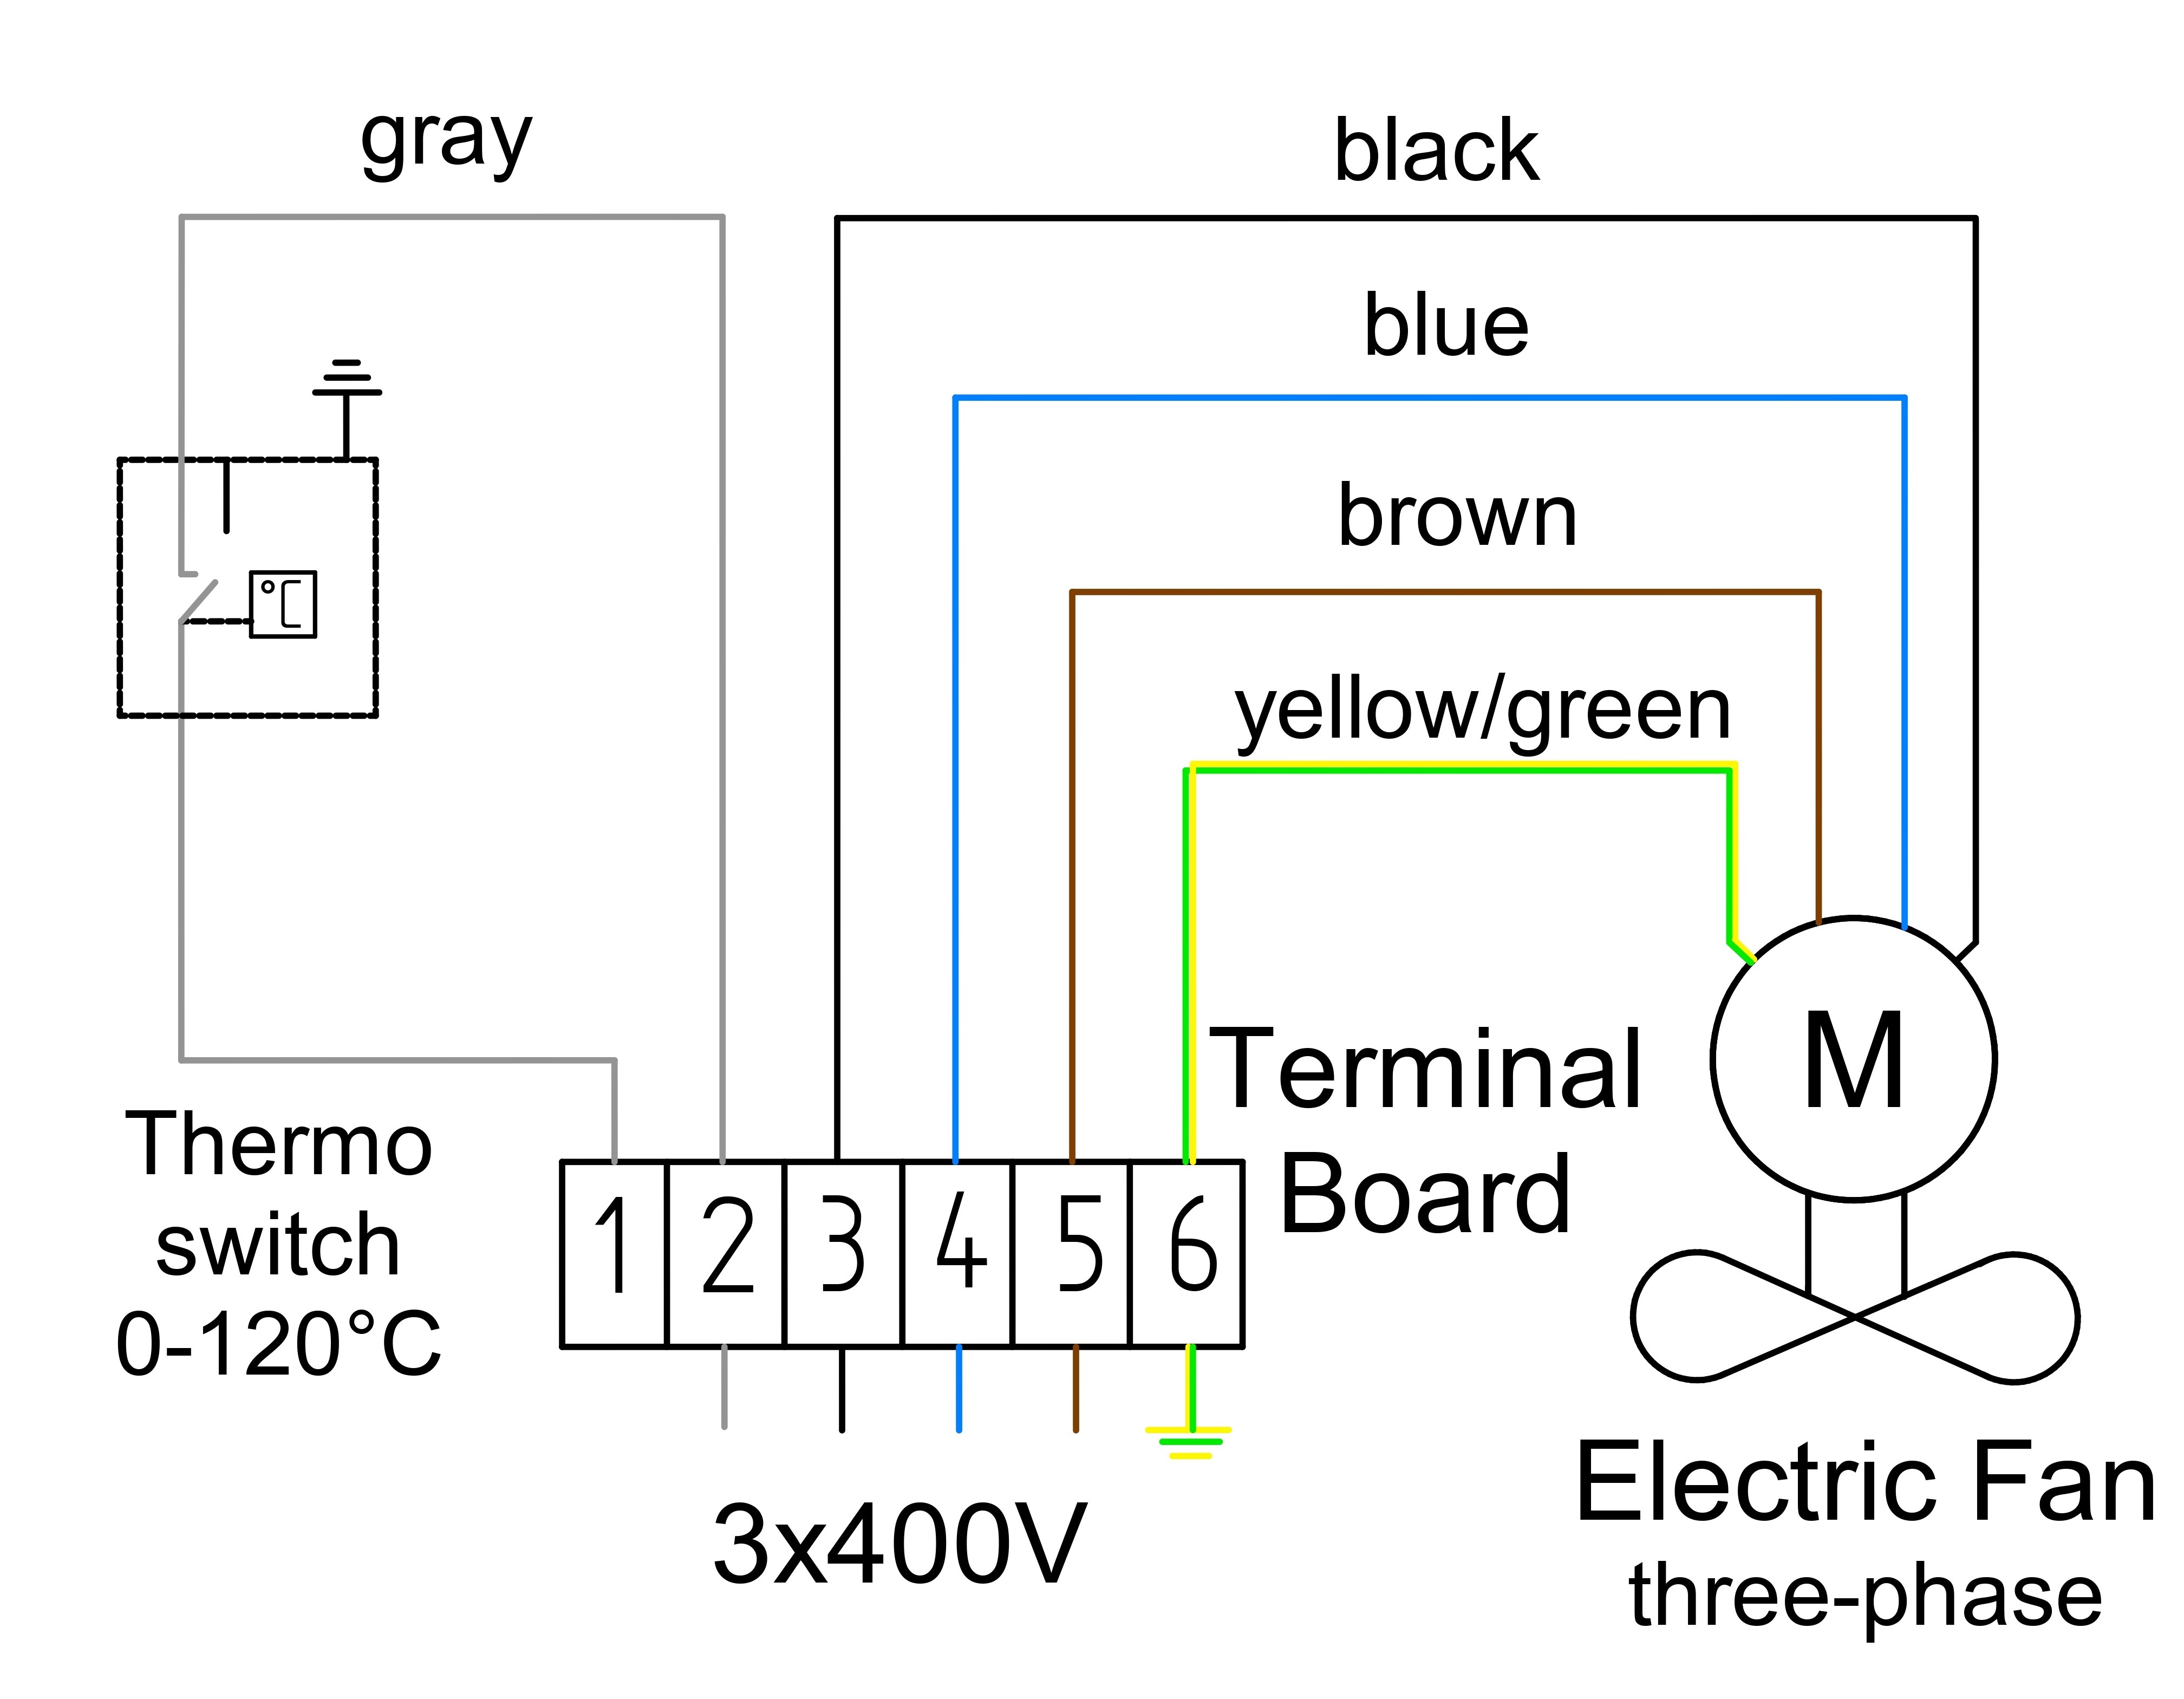 gray
black
blue
brown
yellow/green
°C
M
Terminal
Board
Thermo
switch
0-120°C
1 2 3 4 5 6
3x400V
Electric Fan
three-phase